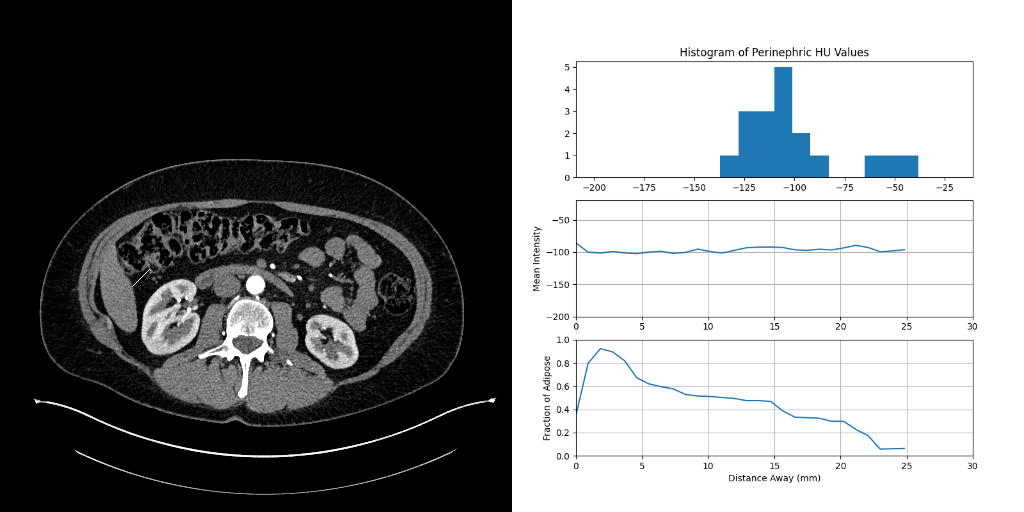 Histogram of Perinephric HU Values
5
4
3
2
1
0
−200 −175 −150 −125 −100 −75 −50 −25
Mean Intensity
−50
−100
−150
−200
0 5 10 15 20 25 30
Fraction of Adipose
1.0
0.8
0.6
0.4
0.2
0.0
0 5 10 15 20 25 30
Distance Away (mm)